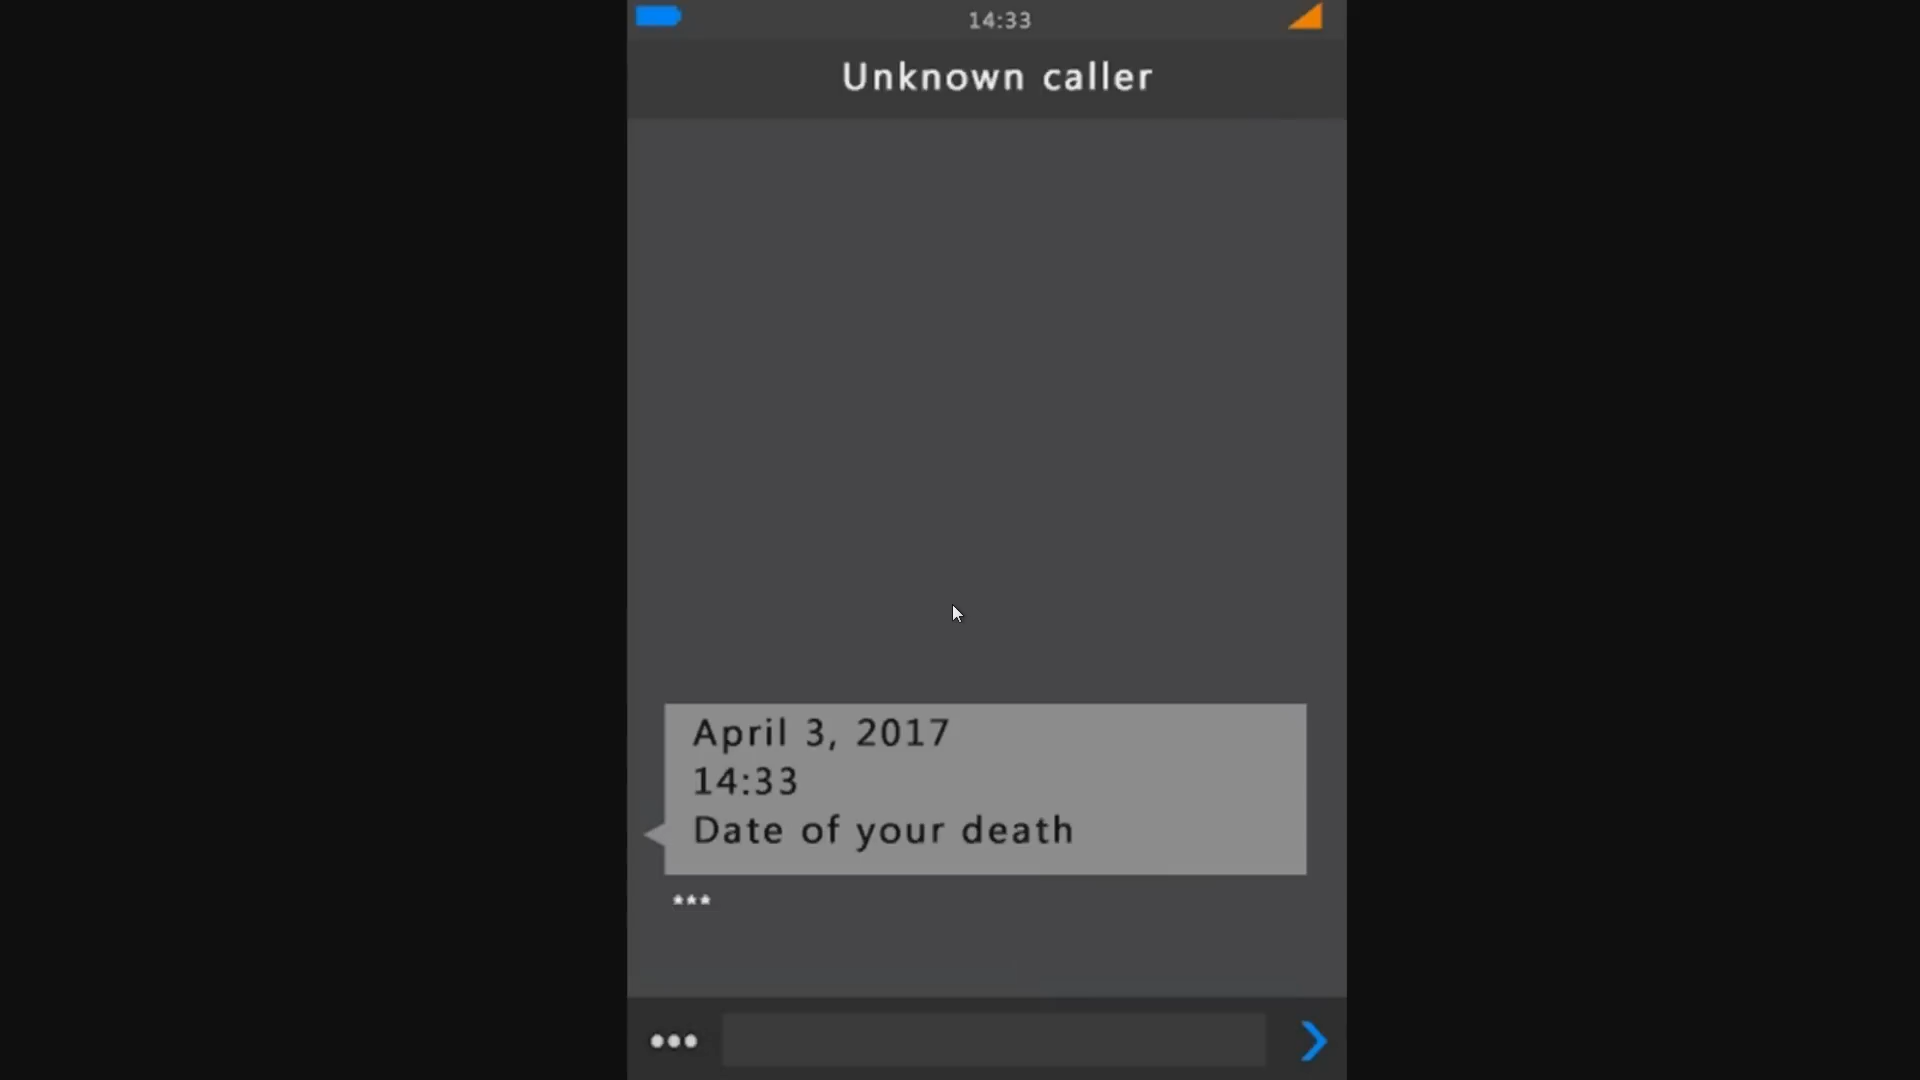 14:33
Unknown caller
April 3, 2017
14:33
Date of your death
***